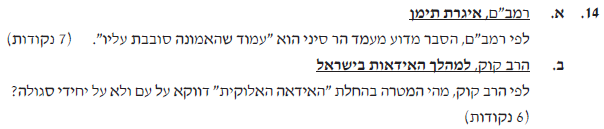 14. א. רמב"ם, איגרת תימן
לפי רמב"ם, הסבר מדוע מעמד הר סיני הוא "עמוד שהאמונה סובבת עליו". (7 נקודות)
ב. הרב קוק, למהלך האידאות בישראל
לפי הרב קוק, מהי המטרה בהחלת "האידאה האלוקית" דווקא על עם ולא על יחידי סגולה?
(6 נקודות)